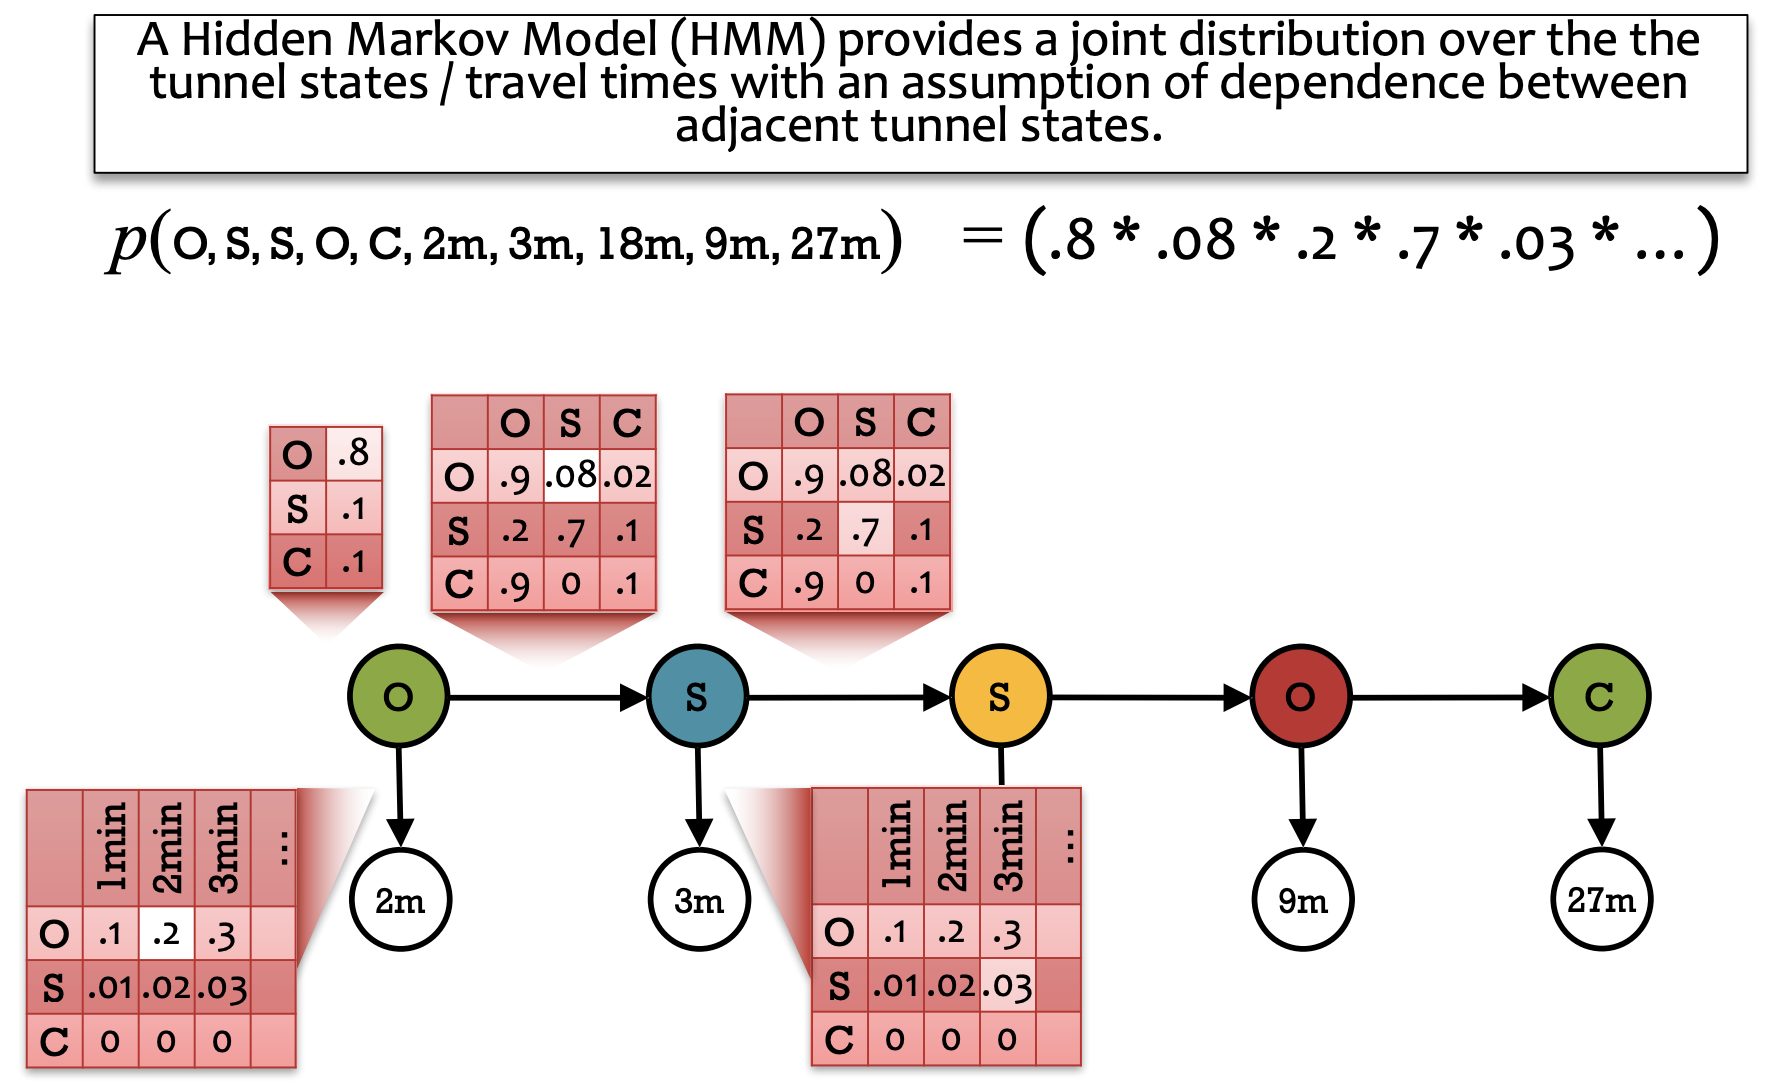 A Hidden Markov Model (HMM) provides a joint distribution over the the
tunnel states / travel times with an assumption of dependence between
adjacent tunnel states.
p(O, S, S, O, C, 2m, 3m, 18m, 9m, 27m) = (.8 * .08 * .2 * .7 * .03 * ... )
O .8
S .1
C .1
O S C
O .9 .08 .02
S .2 .7 .1
C .9 0 .1
O S C
O .9 .08 .02
S .2 .7 .1
C .9 0 .1
O S S O C
1min 2min 3min ...
O .1 .2 .3
S .01 .02 .03
C 0 0 0
2m 3m
1min 2min 3min ...
O .1 .2 .3
S .01 .02 .03
C 0 0 0
9m 27m